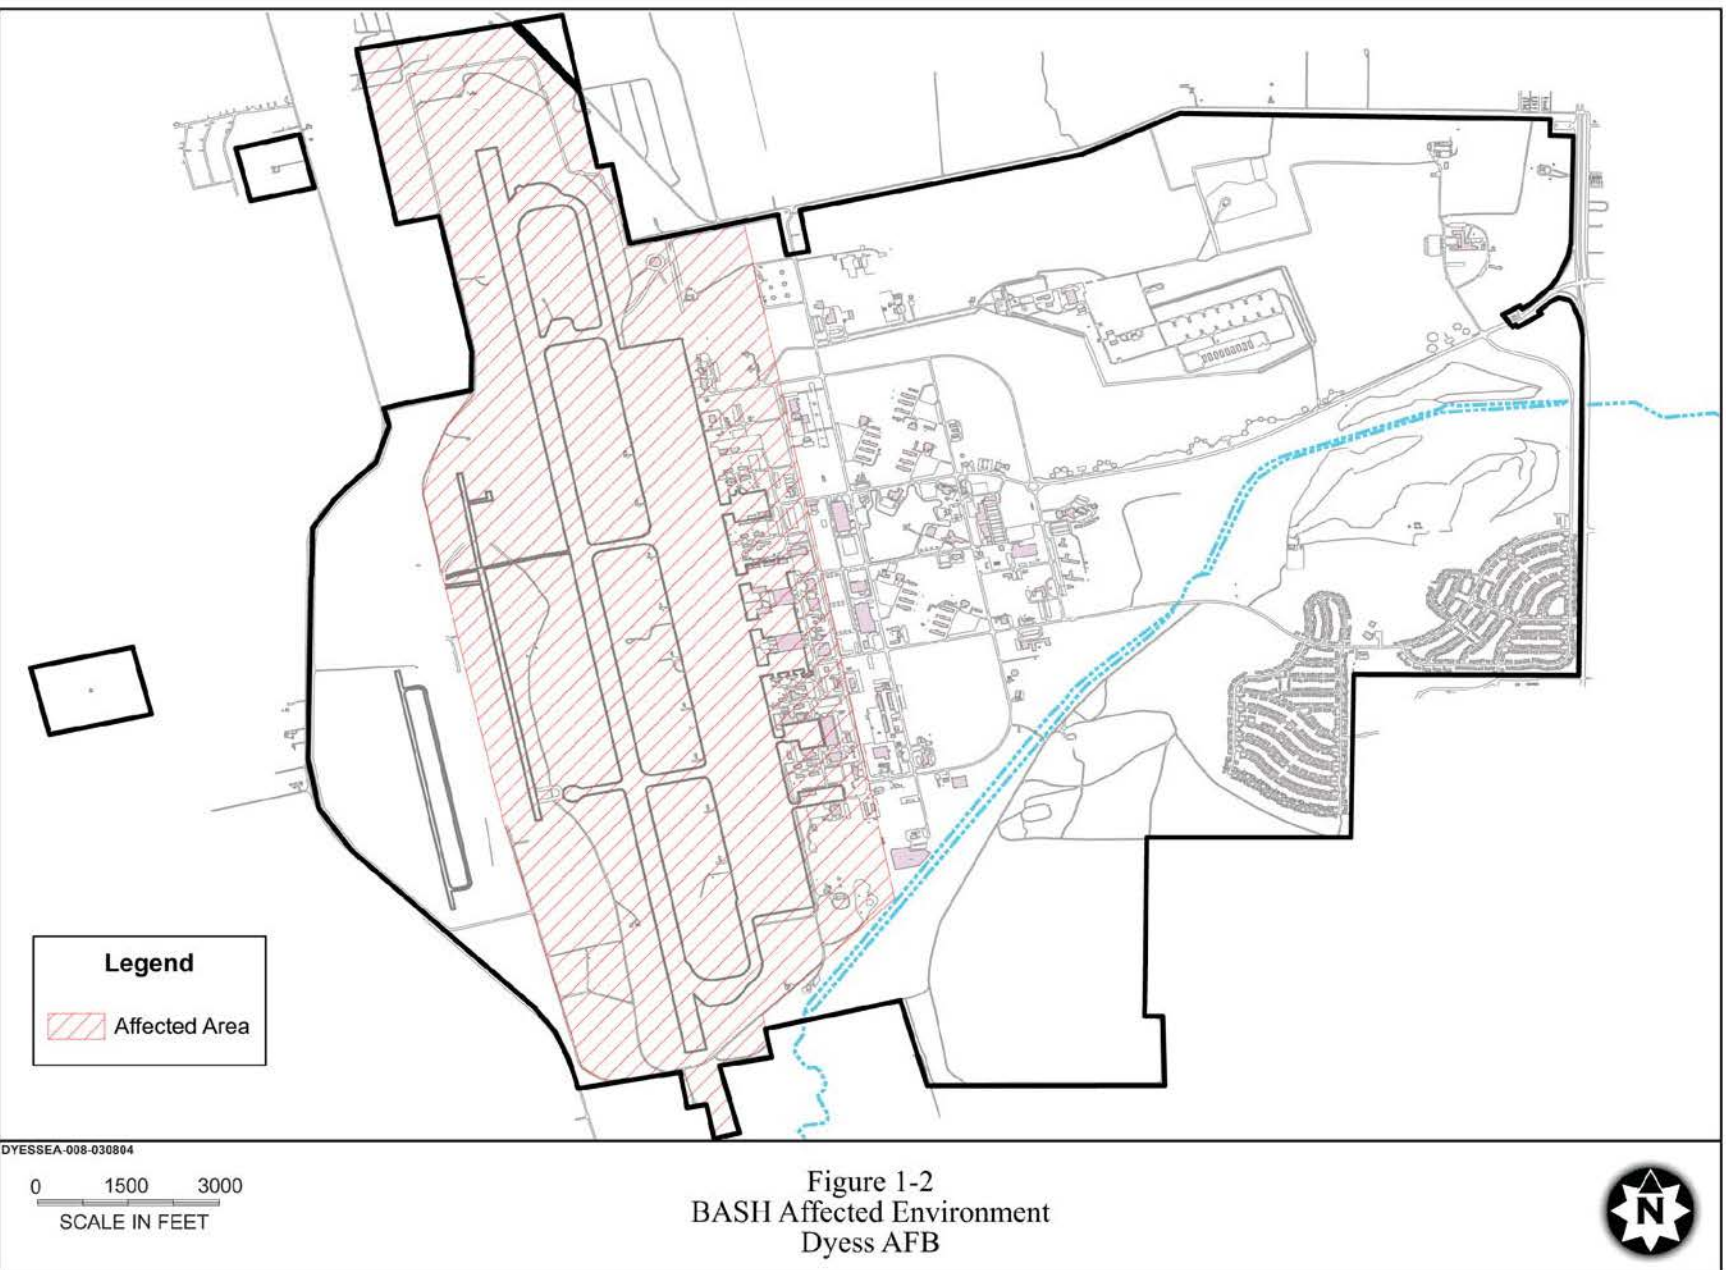 Legend
Affected Area
DYESSEA-008-030804
0 1500 3000
SCALE IN FEET
Figure 1-2
BASH Affected Environment
Dyess AFB
N